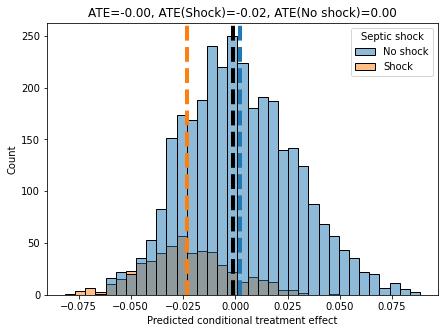 ATE=-0.00, ATE(Shock)=-0.02, ATE(No shock)=0.00
Septic shock
No shock
Shock
250
200
150
100
50
0
Count
-0.075 -0.050 -0.025 0.000 0.025 0.050 0.075
Predicted conditional treatment effect